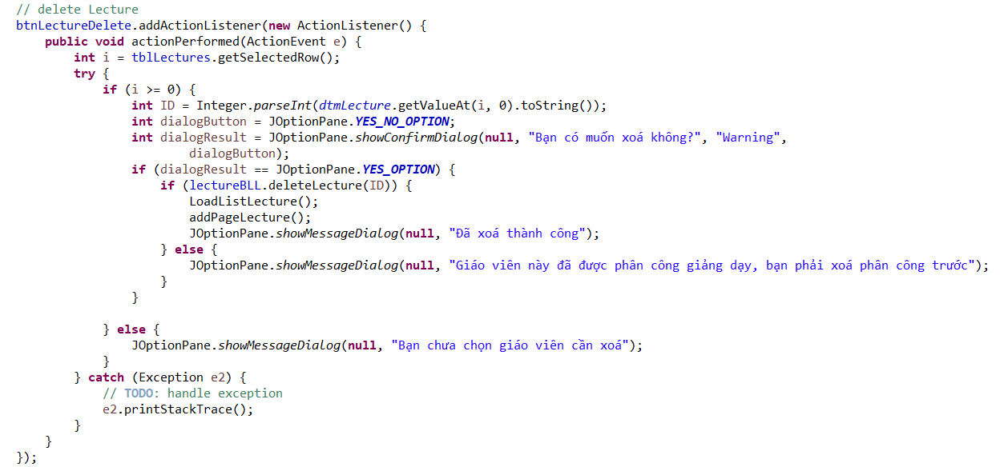 // delete Lecture
btnLectureDelete.addActionListener(new ActionListener() {
public void actionPerformed(ActionEvent e) {
int i = tblLectures.getSelectedRow();
try {
if (i >= 0) {
int ID = Integer.parseInt(dtmLecture.getValueAt(i, 0).toString());
int dialogButton = JOptionPane.YES_NO_OPTION;
int dialogResult = JOptionPane.showConfirmDialog(null, "Bạn có muốn xoá không?", "Warning",
dialogButton);
if (dialogResult == JOptionPane.YES_OPTION) {
if (lectureBLL.deleteLecture(ID)) {
LoadListLecture();
addPageLecture();
JOptionPane.showMessageDialog(null, "Đã xoá thành công");
} else {
JOptionPane.showMessageDialog(null, "Giáo viên này đã được phân công giảng dạy, bạn phải xoá phân công trước");
}
}
} else {
JOptionPane.showMessageDialog(null, "Bạn chưa chọn giáo viên cần xoá");
}
} catch (Exception e2) {
// TODO: handle exception
e2.printStackTrace();
}
}
});